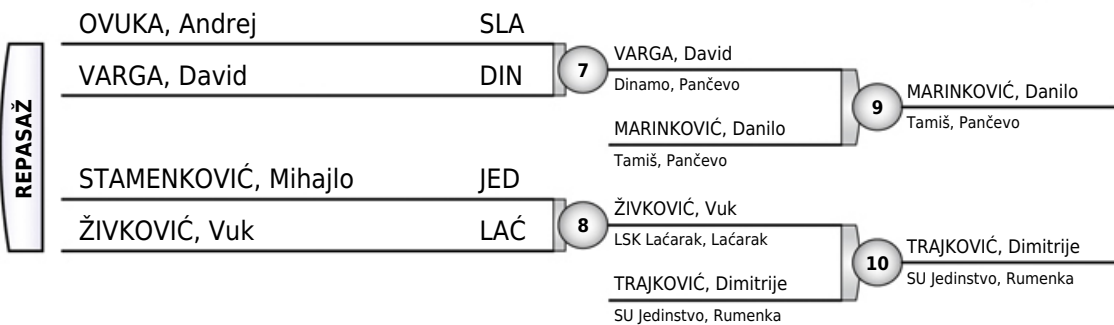 REPASAŽ
OVUKA, Andrej SLA
VARGA, David DIN
7
VARGA, David
Dinamo, Pančevo
MARINKOVIĆ, Danilo
Tamiš, Pančevo
9
MARINKOVIĆ, Danilo
Tamiš, Pančevo
STAMENKOVIĆ, Mihajlo JED
ŽIVKOVIĆ, Vuk LAĆ
8
ŽIVKOVIĆ, Vuk
LSK Laćarak, Laćarak
TRAJKOVIĆ, Dimitrije
SU Jedinstvo, Rumenka
10
TRAJKOVIĆ, Dimitrije
SU Jedinstvo, Rumenka